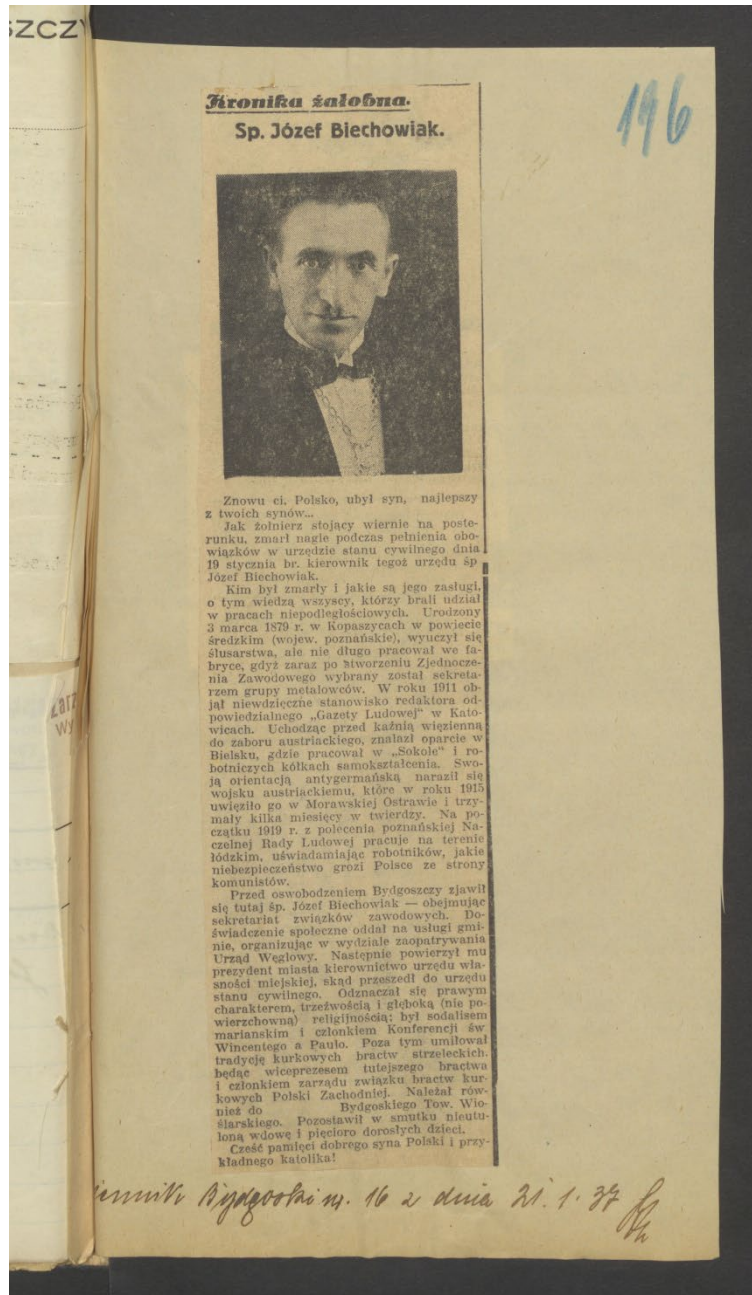 SZCZY
196
Kronika żałobna.
Sp. Józef Biechowiak.
Znowu ci, Polsko, ubył syn, najlepszy
z twoich synów...
Jak żołnierz stojący wiernie na poste-
runku, zmarł nagle podczas pełnienia obo-
wiązków w urzędzie stanu cywilnego dnia
19 stycznia br. kierownik tegoż urzędu śp
Józef Biechowiak.
Kim był zmarły i jakie są jego zasługi,
o tym wiedzą wszyscy, którzy brali udział
w pracach niepodległościowych. Urodzony
3 marca 1879 r. w Kopaszycach w powiecie
średzkim (wojew. poznańskie), wyuczył się
ślusarstwa, ale nie długo pracował we fa-
bryce, gdyż zaraz po stworzeniu Zjednocze-
nia Zawodowego wybrany został sekreta-
rzem grupy metalowców. W roku 1911 ob-
jął niewdzięczne stanowisko redaktora od-
powiedzialnego „Gazety Ludowej" w Kato-
wicach. Uchodząc przed kaźnią więzienną
do zaboru austriackiego, znalazł oparcie w
Bielsku, gdzie pracował w „Sokole" i ro-
botniczych kółkach samokształcenia. Swo-
ją orientacją antygermańską naraził się
wojsku austriackiemu, które w roku 1915
uwięziło go w Morawskiej Ostrawie i trzy-
mały kilka miesięcy w twierdzy. Na po-
czątku 1919 r. z polecenia poznańskiej Na-
czelnej Rady Ludowej pracuje na terenie
łódzkim, uświadamiając robotników, jakie
niebezpieczeństwo grozi Polsce ze strony
komunistów.
Przed oswobodzeniem Bydgoszczy zjawił
się tutaj śp. Józef Biechowiak — obejmując
sekretariat związków zawodowych. Do-
świadczenie społeczne oddał na usługi gmi-
nie, organizując w wydziale zaopatrywania
Urząd Węglowy. Następnie powierzył mu
prezydent miasta kierownictwo urzędu wła-
sności miejskiej, skąd przeszedł do urzędu
stanu cywilnego. Odznaczał się prawym
charakterem, trzeźwością i głęboką (nie po-
wierzchowną) religijnością; był sodalisem
marianskim i członkiem Konferencji św
Wincentego a Paulo. Poza tym umiłował
tradycję kurkowych bractw strzeleckich.
będąc wiceprezesem tutejszego bractwa
i członkiem zarządu związku bractw kur-
kowych Polski Zachodniej. Należał rów-
nież do Bydgoskiego Tow. Wio-
ślarskiego. Pozostawił w smutku nieutu-
loną wdowę i pięcioro dorosłych dzieci.
Cześć pamięci dobrego syna Polski i przy-
kładnego katolika!
iennik Bydgoski nr. 16 z dnia 21. 1. 37